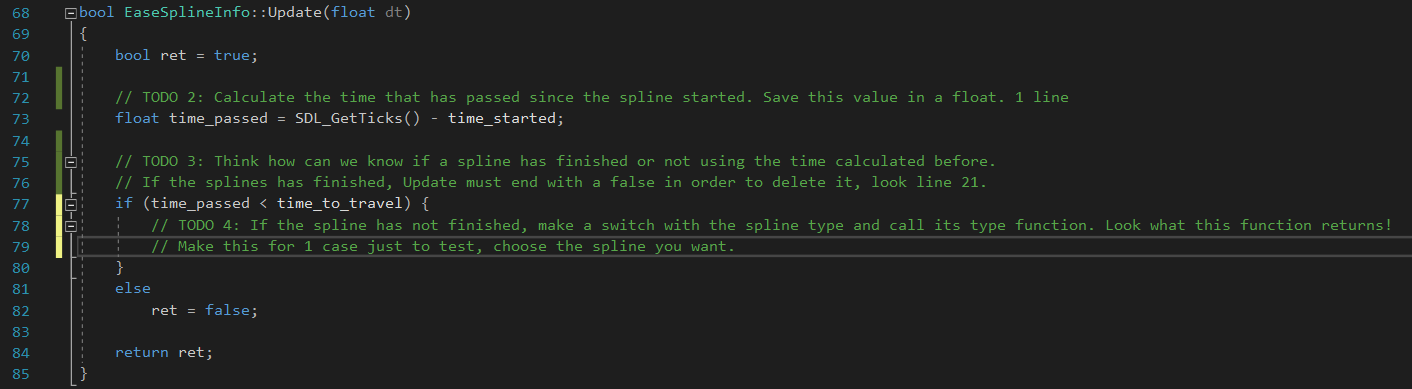 68 bool EaseSplineInfo::Update(float dt)
69 {
70 bool ret = true;
71
72 // TODO 2: Calculate the time that has passed since the spline started. Save this value in a float. 1 line
73 float time_passed = SDL_GetTicks() - time_started;
74
75 // TODO 3: Think how can we know if a spline has finished or not using the time calculated before.
76 // If the splines has finished, Update must end with a false in order to delete it, look line 21.
77 if (time_passed < time_to_travel) {
78 // TODO 4: If the spline has not finished, make a switch with the spline type and call its type function. Look what this function returns!
79 // Make this for 1 case just to test, choose the spline you want.
80 }
81 else
82 ret = false;
83
84 return ret;
85 }